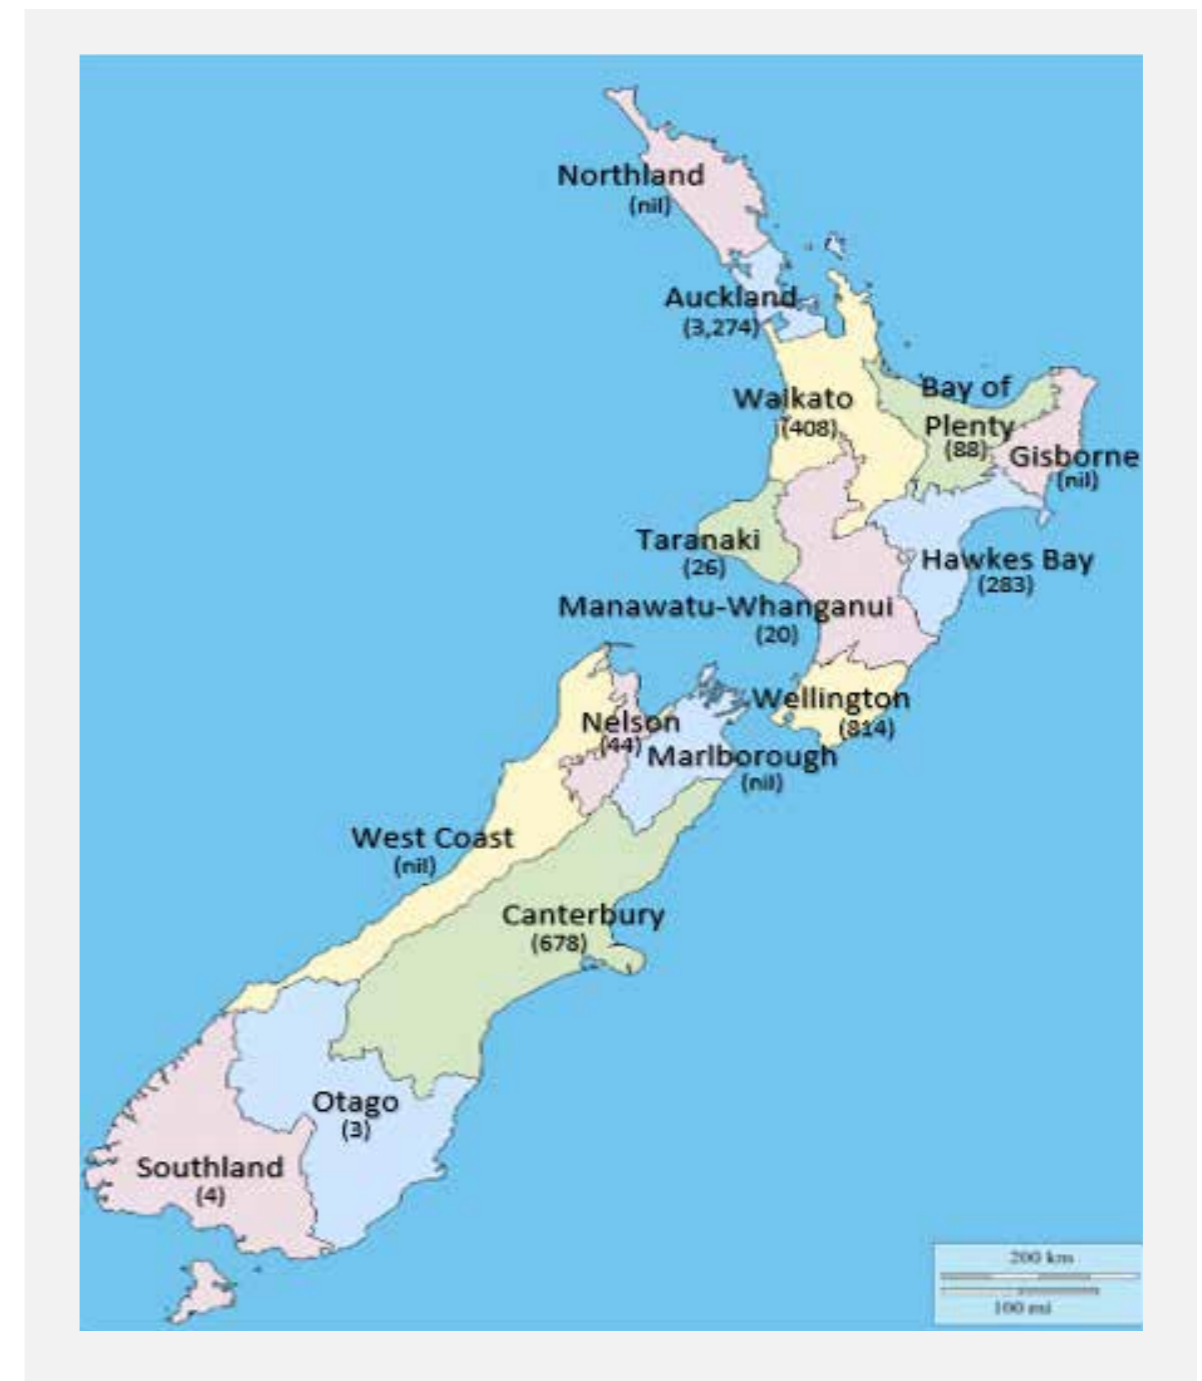 Northland
(nil)
Auckland
(3,274)
Waikato
(408)
Bay of
Plenty
(88)
Gisborne
(nil)
Taranaki
(26)
Hawkes Bay
(283)
Manawatu-Whanganui
(20)
Wellington
(814)
Nelson
(44)
Marlborough
(nil)
West Coast
(nil)
Canterbury
(678)
Otago
(3)
Southland
(4)
200 km
100 mi